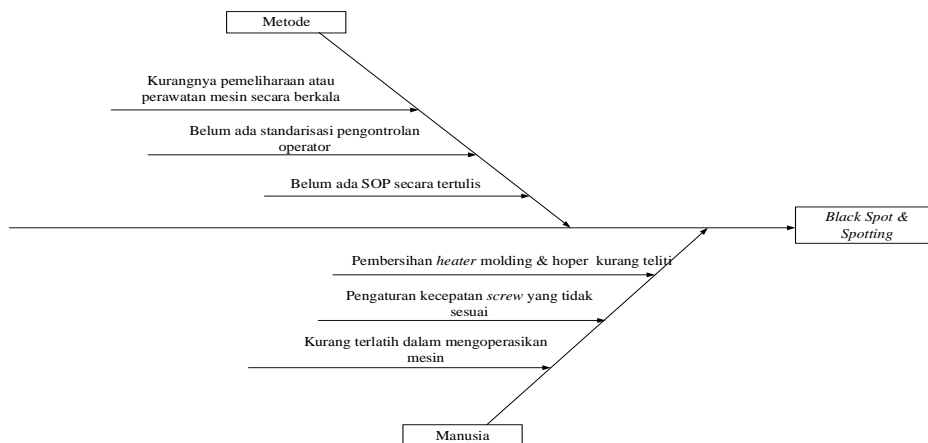 Metode
Kurangnya pemeliharaan atau
perawatan mesin secara berkala
Belum ada standarisasi pengontrolan
operator
Belum ada SOP secara tertulis
Black Spot &
Spotting
Pembersihan heater molding & hoper kurang teliti
Pengaturan kecepatan screw yang tidak
sesuai
Kurang terlatih dalam mengoperasikan
mesin
Manusia